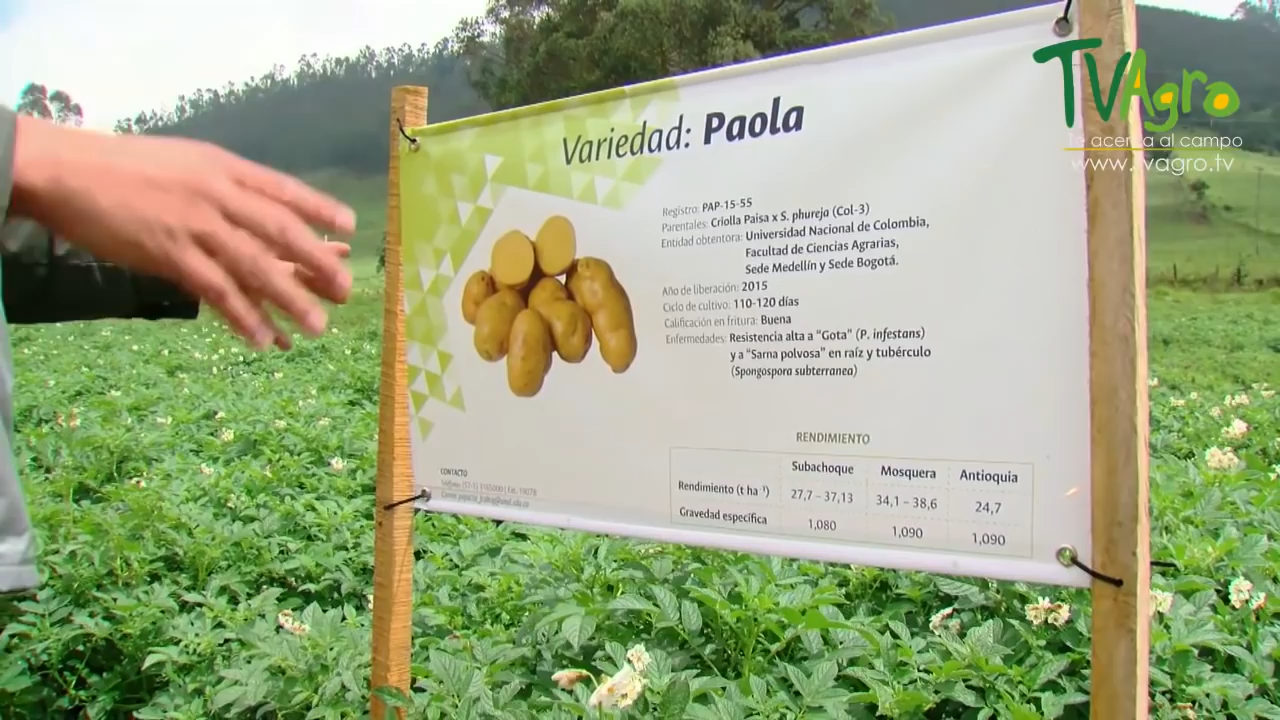 TVAgro
Te acerca al campo
www.tvagro.tv
Variedad: Paola
Registro: PAP-15-55
Parentales: Criolla Paisa x S. phureja (Col-3)
Entidad obtentora: Universidad Nacional de Colombia,
Facultad de Ciencias Agrarias,
Sede Medellín y Sede Bogotá.
Año de liberación: 2015
Ciclo de cultivo: 110-120 días
Calificación en fritura: Buena
Enfermedades: Resistencia alta a "Gota" (P. infestans)
y a "Sarna polvosa" en raíz y tubérculo
(Spongospora subterranea)
RENDIMIENTO
Subachoque Mosquera Antioquia
Rendimiento (t ha⁻¹) 27,7 – 37,13 34,1 – 38,6 24,7
Gravedad específica 1,080 1,090 1,090
CONTACTO